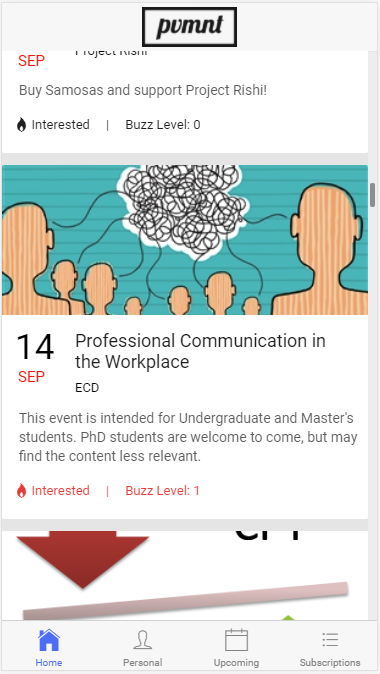 pvmnt
SEP
Project Rishi
Buy Samosas and support Project Rishi!
Interested | Buzz Level: 0
14
SEP
Professional Communication in
the Workplace
ECD
This event is intended for Undergraduate and Master's
students. PhD students are welcome to come, but may
find the content less relevant.
Interested | Buzz Level: 1
Home Personal Upcoming Subscriptions